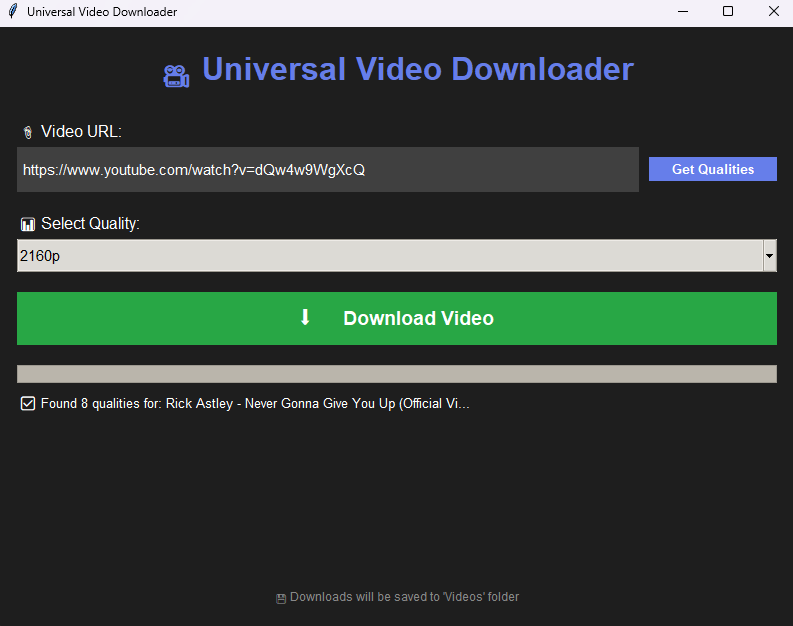 Universal Video Downloader
Universal Video Downloader
Video URL:
https://www.youtube.com/watch?v=dQw4w9WgXcQ
Get Qualities
Select Quality:
2160p
Download Video
Found 8 qualities for: Rick Astley - Never Gonna Give You Up (Official Vi...
Downloads will be saved to 'Videos' folder